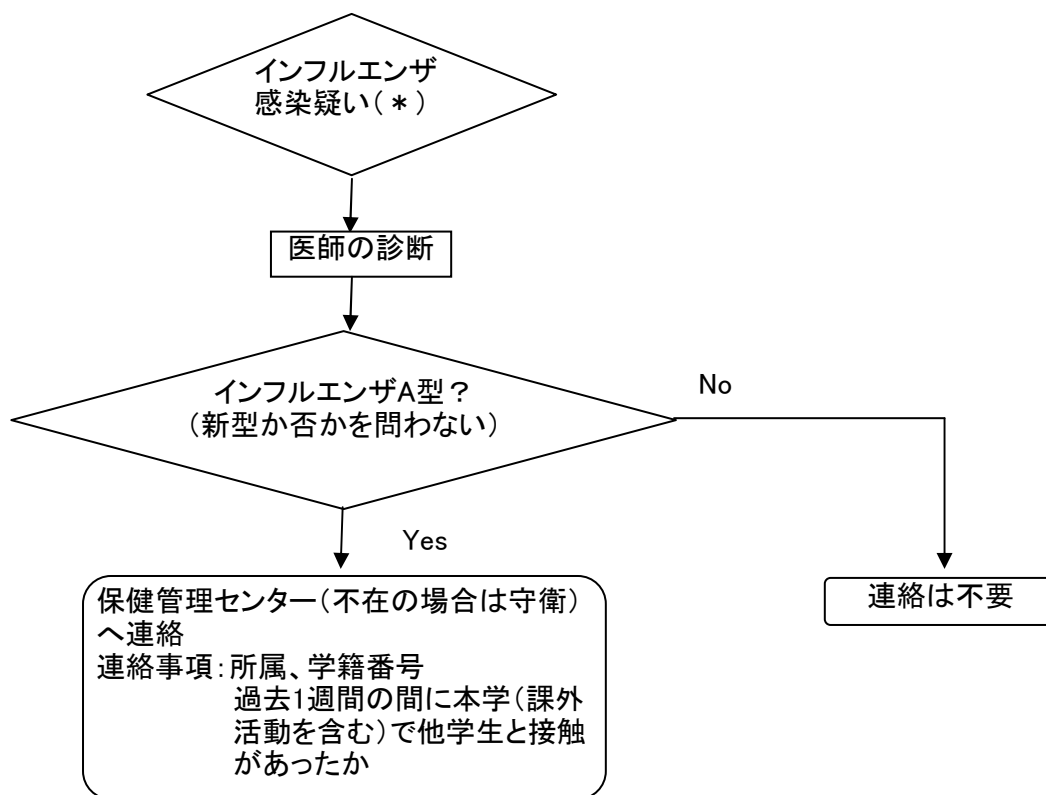 インフルエンザ
感染疑い(＊)
医師の診断
インフルエンザA型？
(新型か否かを問わない)
No
Yes
保健管理センター(不在の場合は守衛)
へ連絡
連絡事項:所属、学籍番号
過去1週間の間に本学(課外
活動を含む)で他学生と接触
があったか
連絡は不要